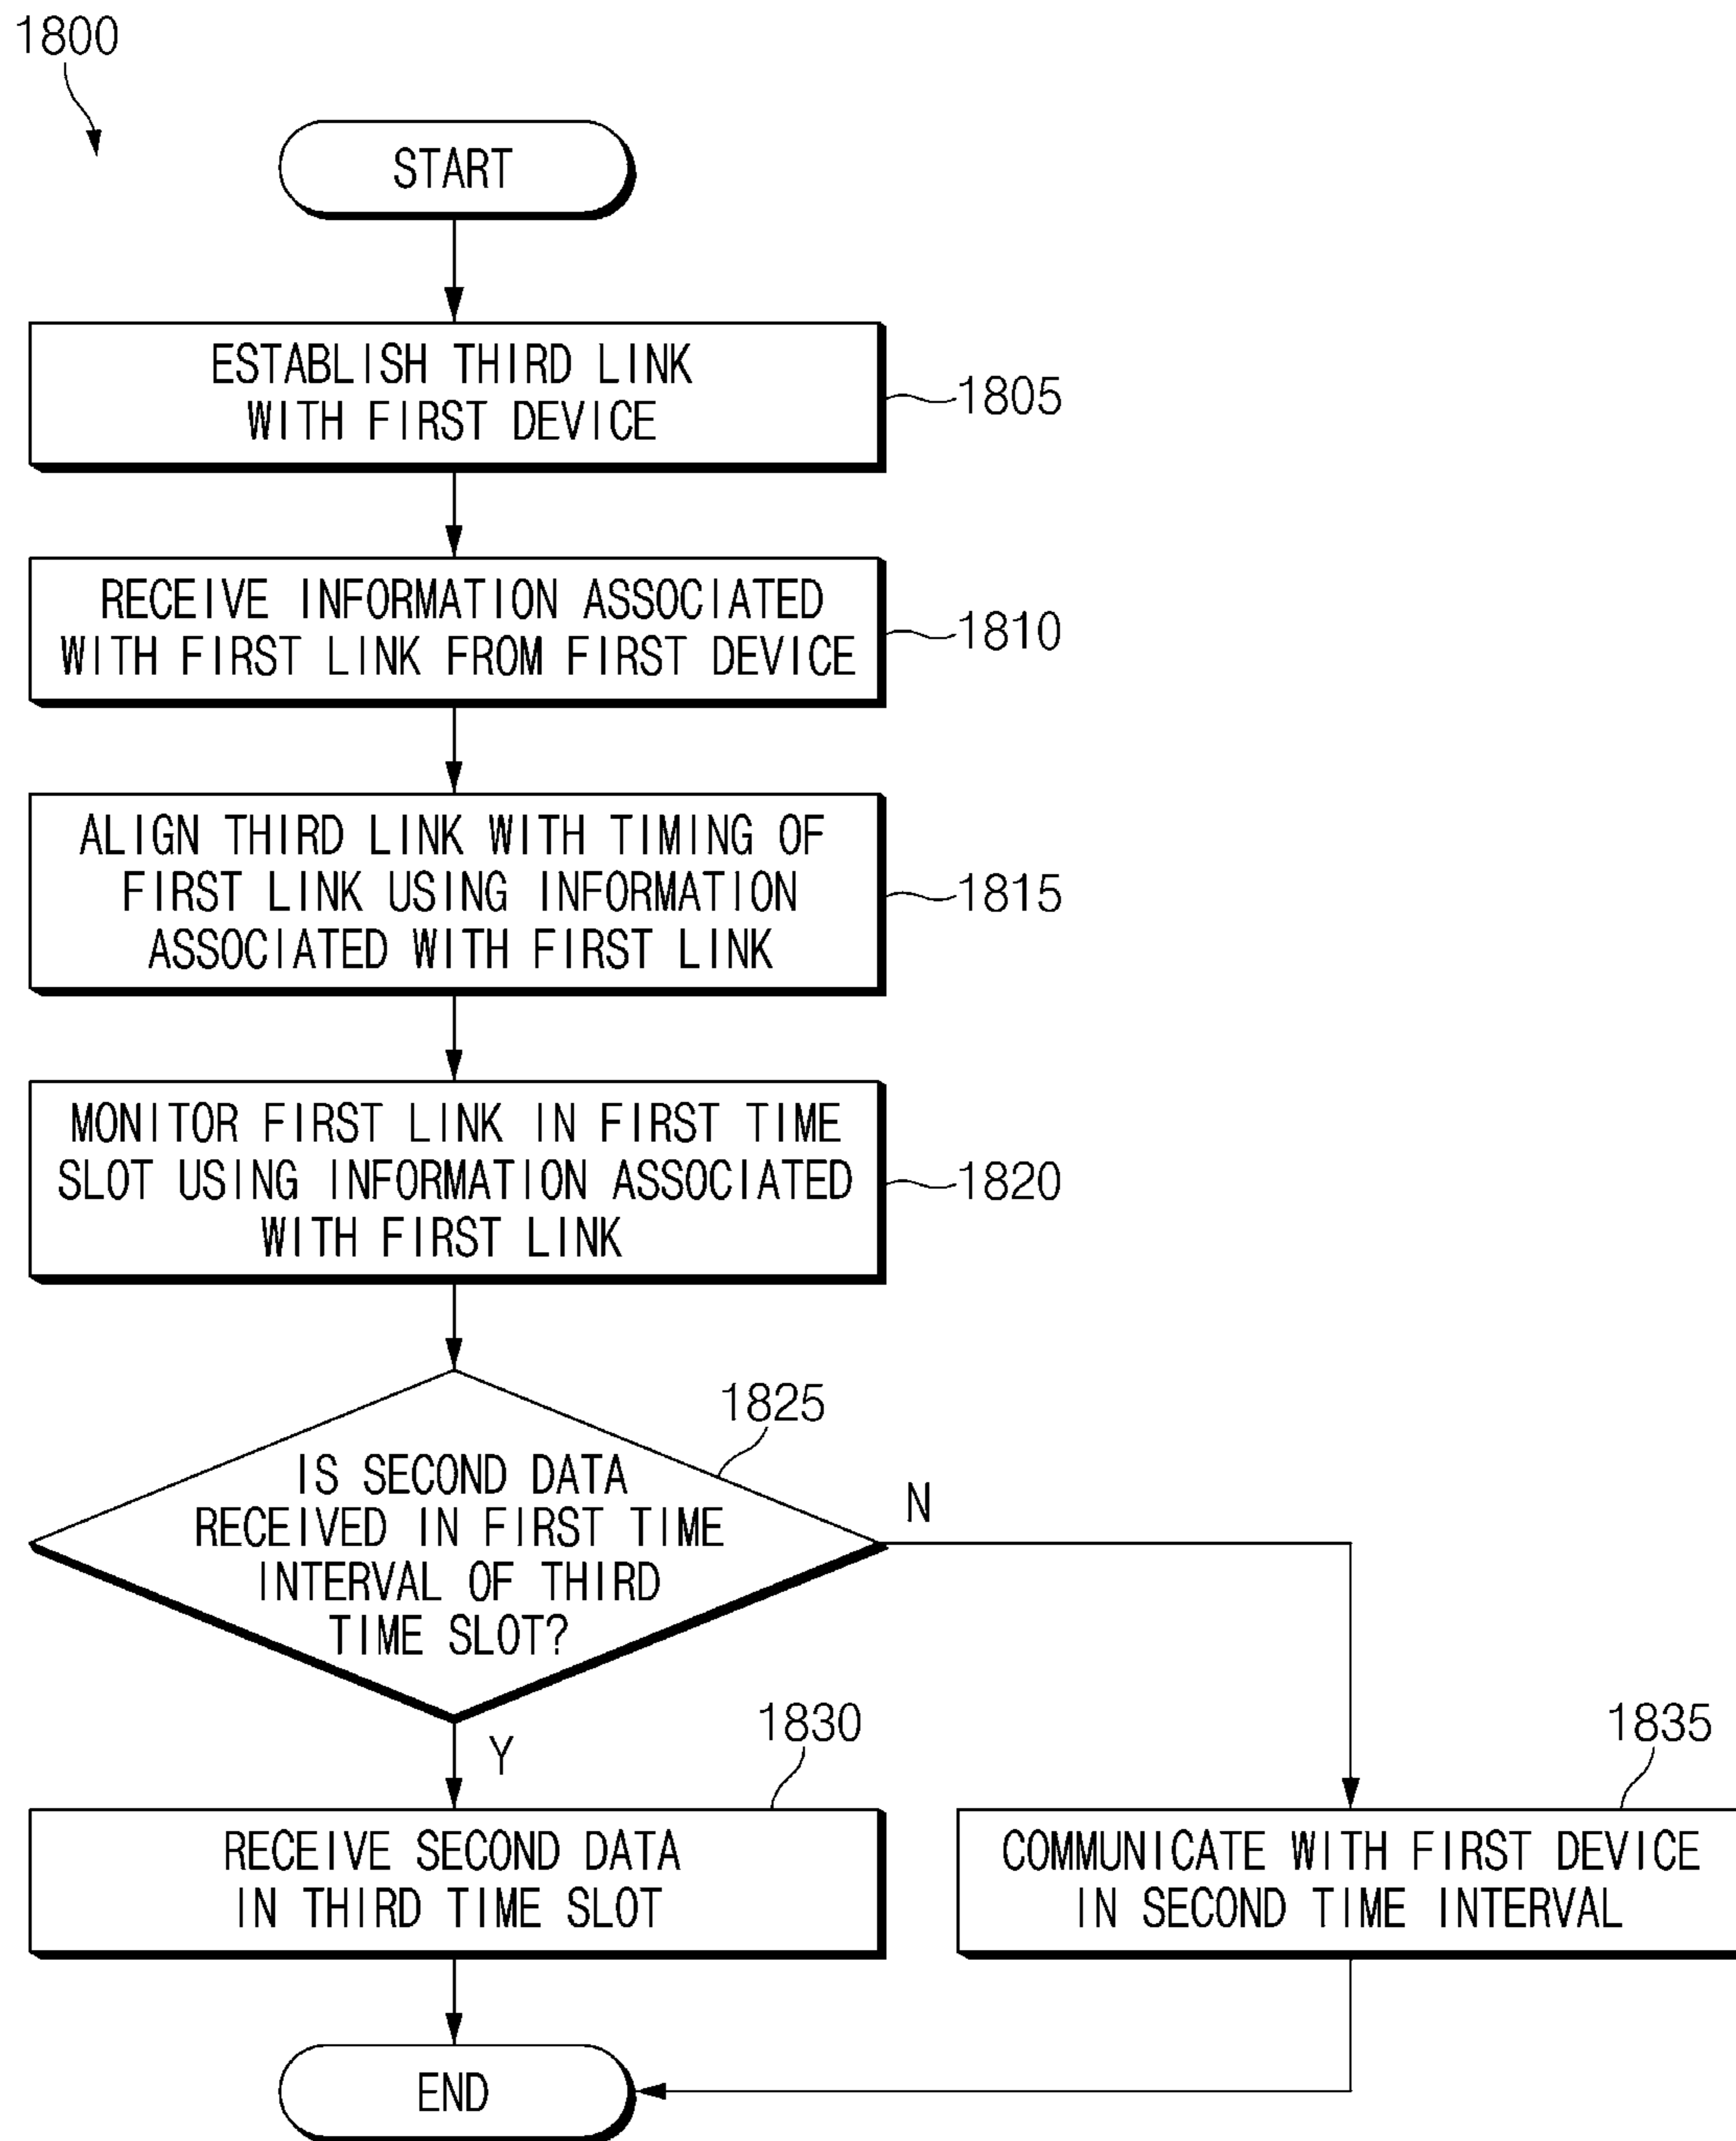 1800
START
ESTABLISH THIRD LINK
WITH FIRST DEVICE
1805
RECEIVE INFORMATION ASSOCIATED
WITH FIRST LINK FROM FIRST DEVICE
1810
ALIGN THIRD LINK WITH TIMING OF
FIRST LINK USING INFORMATION
ASSOCIATED WITH FIRST LINK
1815
MONITOR FIRST LINK IN FIRST TIME
SLOT USING INFORMATION ASSOCIATED
WITH FIRST LINK
1820
1825
IS SECOND DATA
RECEIVED IN FIRST TIME
INTERVAL OF THIRD
TIME SLOT?
N
Y
1830
RECEIVE SECOND DATA
IN THIRD TIME SLOT
1835
COMMUNICATE WITH FIRST DEVICE
IN SECOND TIME INTERVAL
END